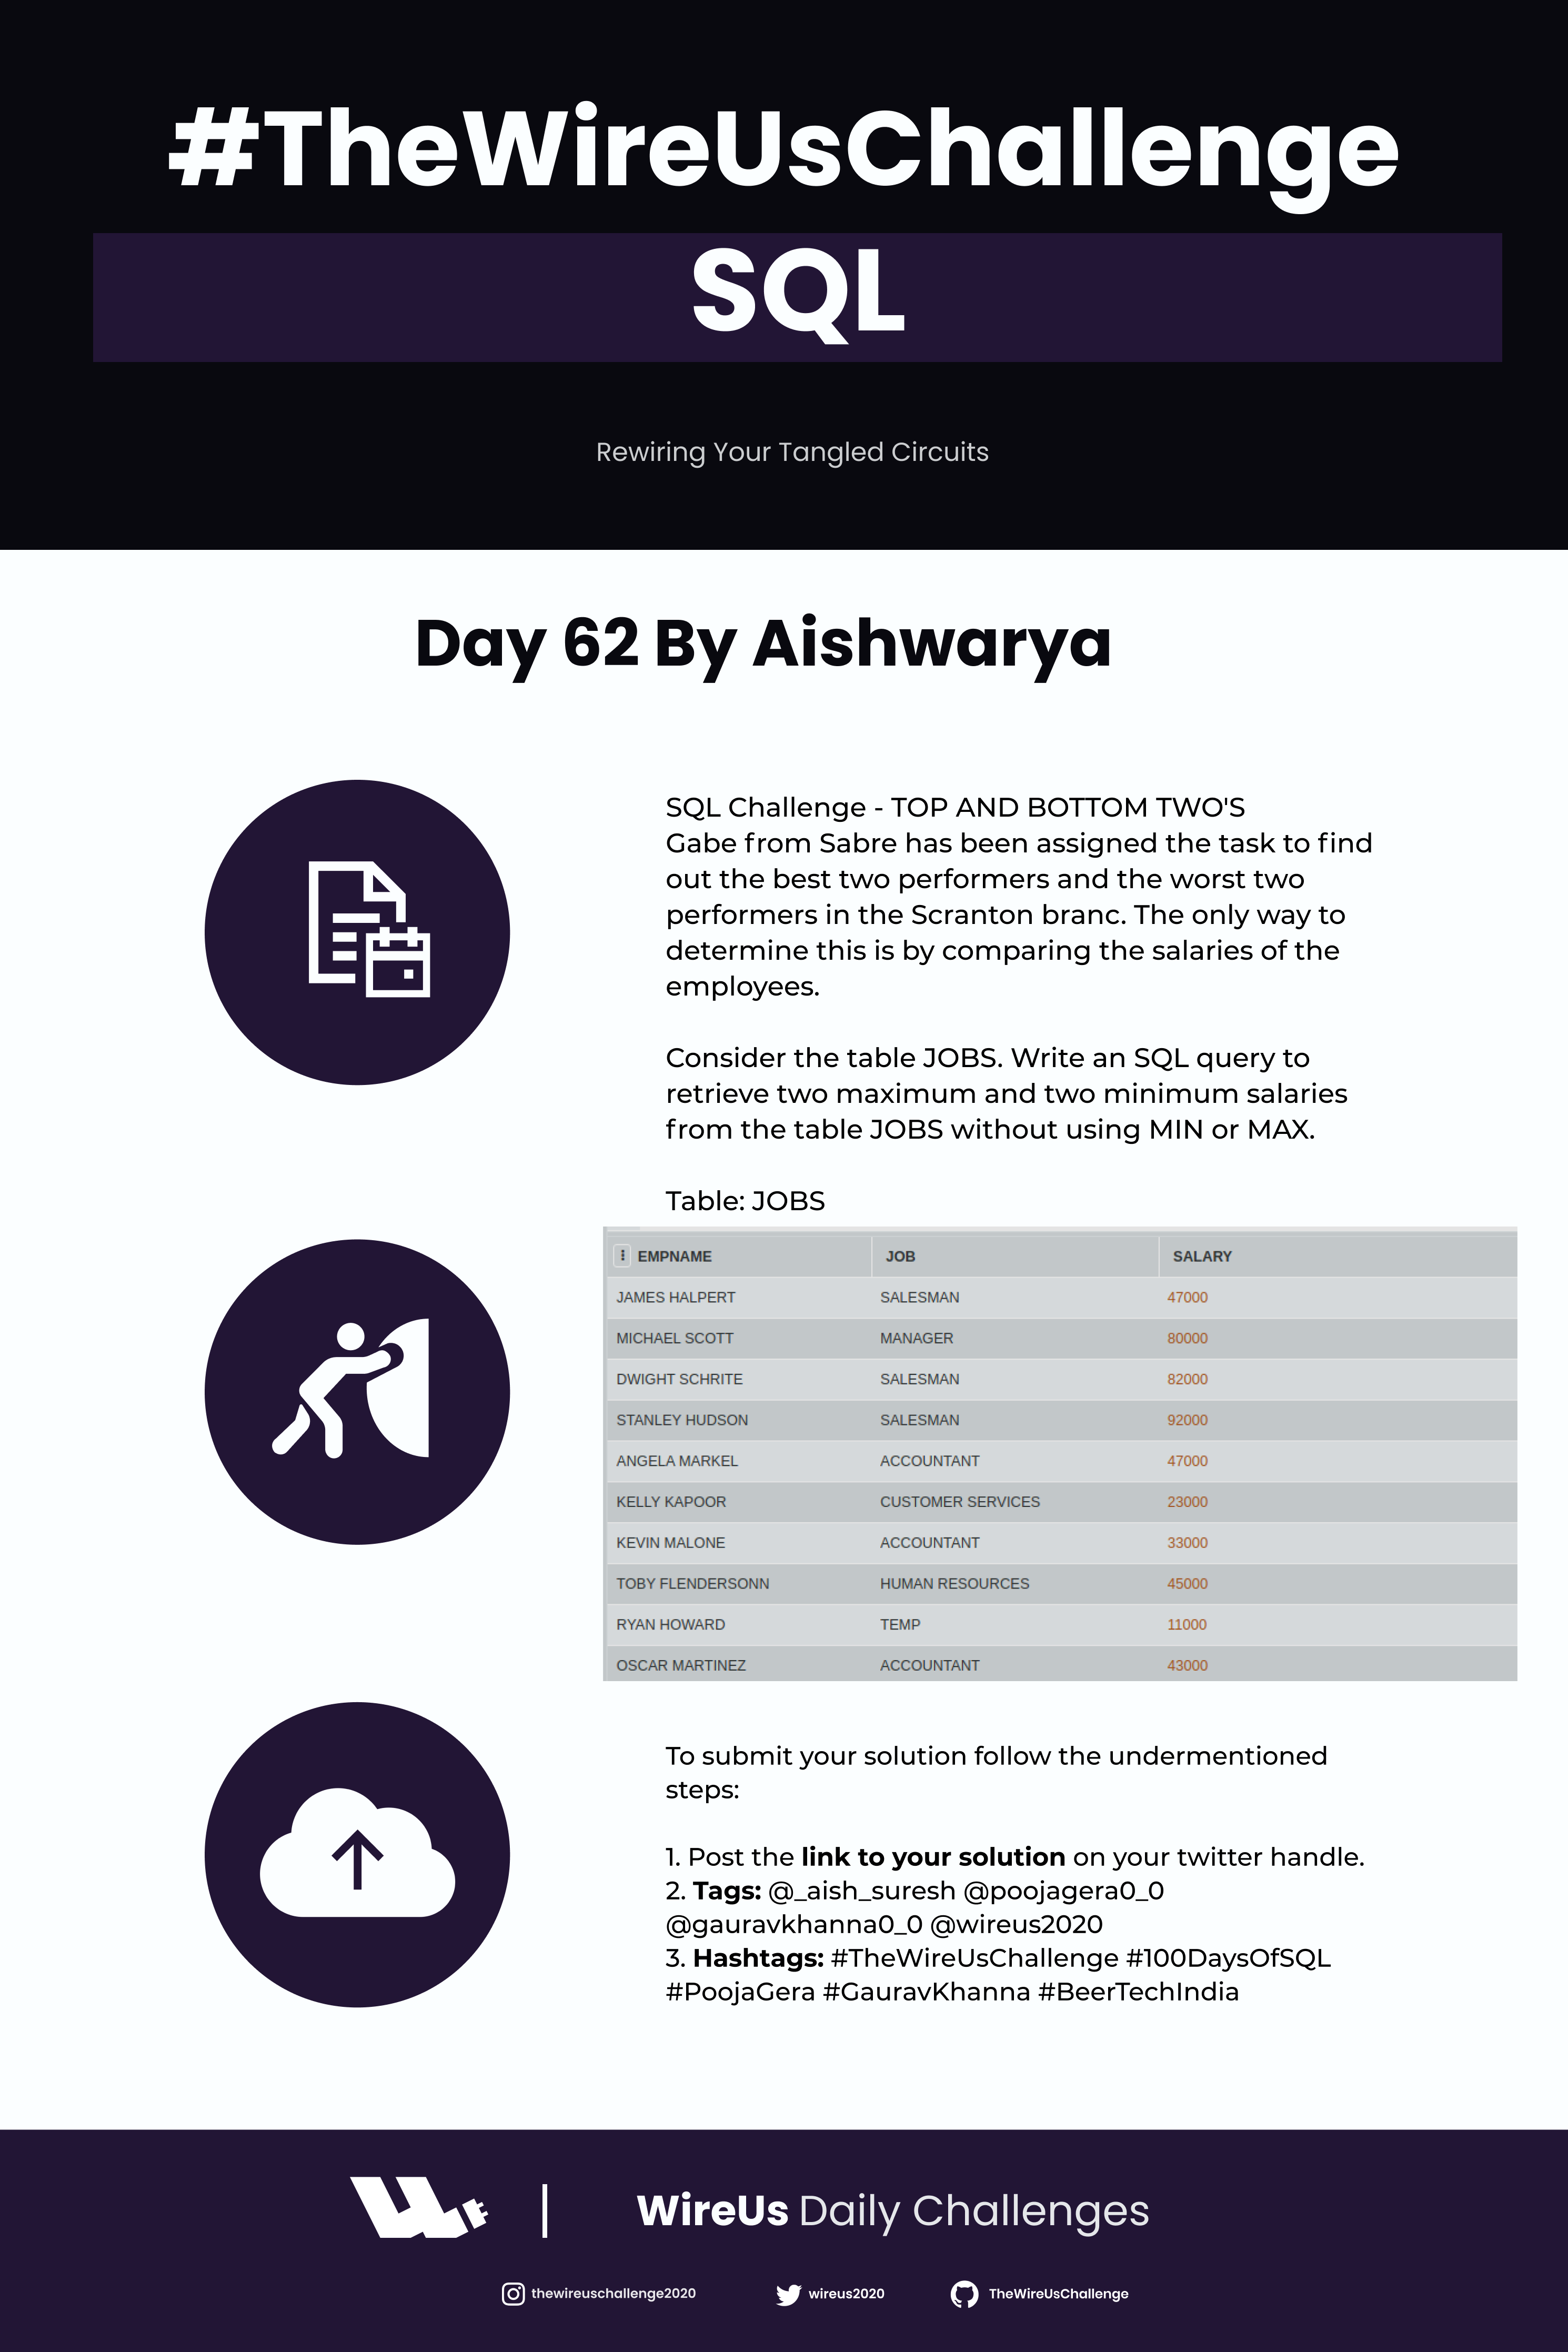 #TheWireUsChallenge
SQL
Rewiring Your Tangled Circuits
Day 62 By Aishwarya
SQL Challenge - TOP AND BOTTOM TWO'S
Gabe from Sabre has been assigned the task to find
out the best two performers and the worst two
performers in the Scranton branc. The only way to
determine this is by comparing the salaries of the
employees.
Consider the table JOBS. Write an SQL query to
retrieve two maximum and two minimum salaries
from the table JOBS without using MIN or MAX.
Table: JOBS
EMPNAME JOB SALARY
JAMES HALPERT SALESMAN 47000
MICHAEL SCOTT MANAGER 80000
DWIGHT SCHRITE SALESMAN 82000
STANLEY HUDSON SALESMAN 92000
ANGELA MARKEL ACCOUNTANT 47000
KELLY KAPOOR CUSTOMER SERVICES 23000
KEVIN MALONE ACCOUNTANT 33000
TOBY FLENDERSONN HUMAN RESOURCES 45000
RYAN HOWARD TEMP 11000
OSCAR MARTINEZ ACCOUNTANT 43000
To submit your solution follow the undermentioned
steps:
1. Post the link to your solution on your twitter handle.
2. Tags: @_aish_suresh @poojagera0_0
@gauravkhanna0_0 @wireus2020
3. Hashtags: #TheWireUsChallenge #100DaysOfSQL
#PoojaGera #GauravKhanna #BeerTechIndia
WireUs Daily Challenges
thewireuschallenge2020 wireus2020 TheWireUsChallenge